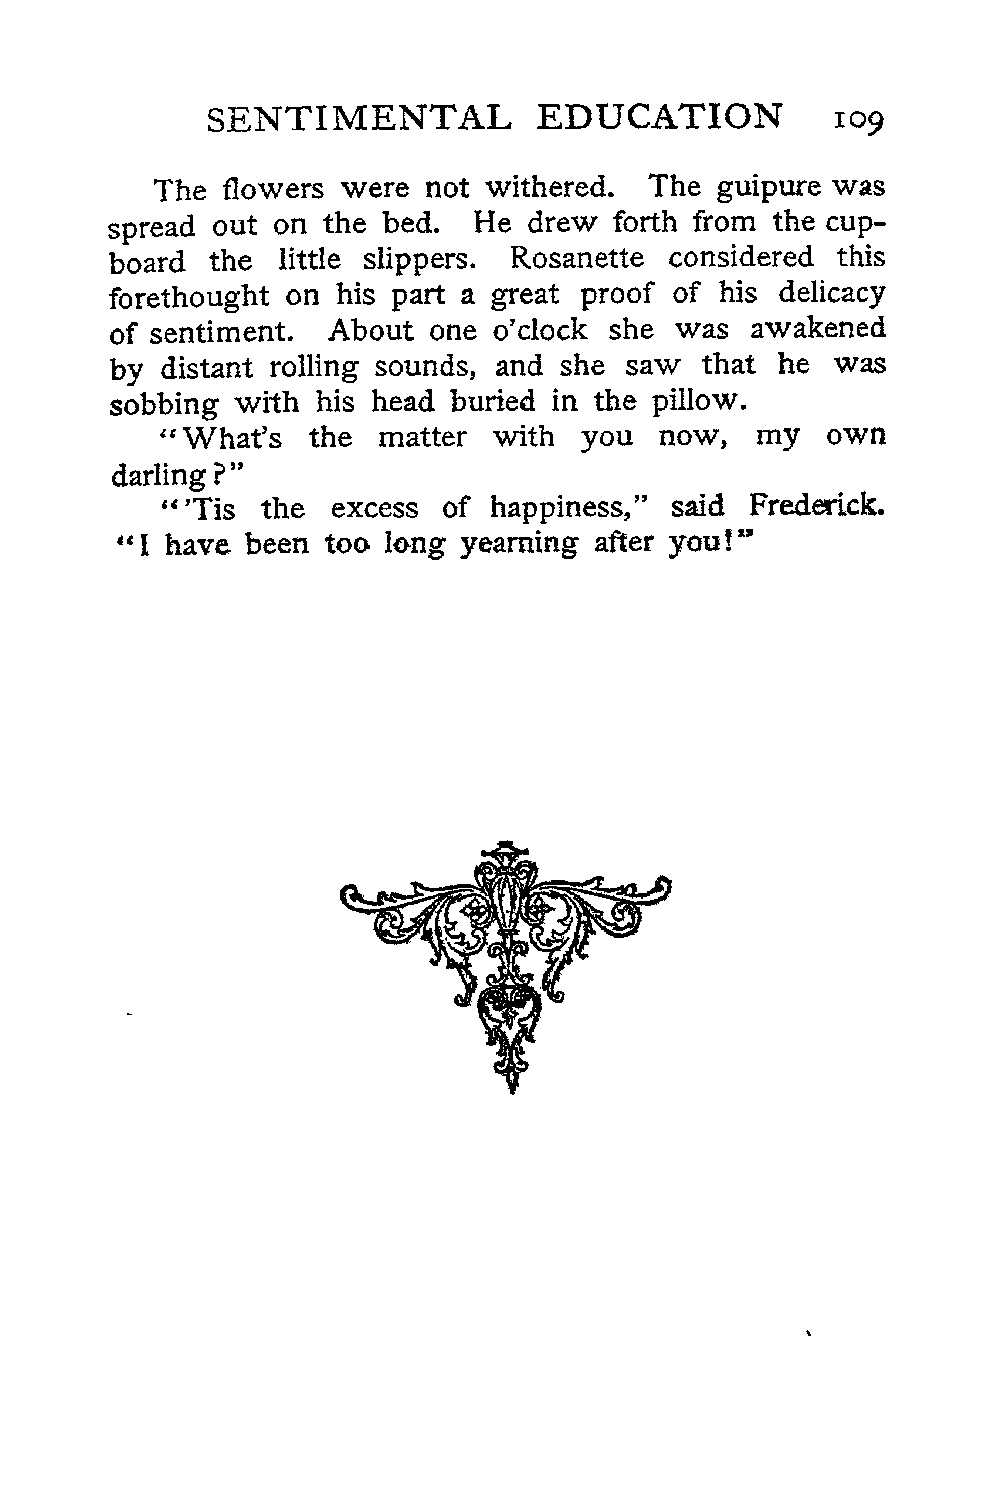 SENTIMENTAL EDUCATION 109
The flowers were not withered. The guipure was
spread out on the bed. He drew forth from the cup-
board the little slippers. Rosanette considered this
forethought on his part a great proof of his delicacy
of sentiment. About one o'clock she was awakened
by distant rolling sounds, and she saw that he was
sobbing with his head buried in the pillow.
"What's the matter with you now, my own
darling?"
"'Tis the excess of happiness," said Frederick.
"I have been too long yearning after you!"